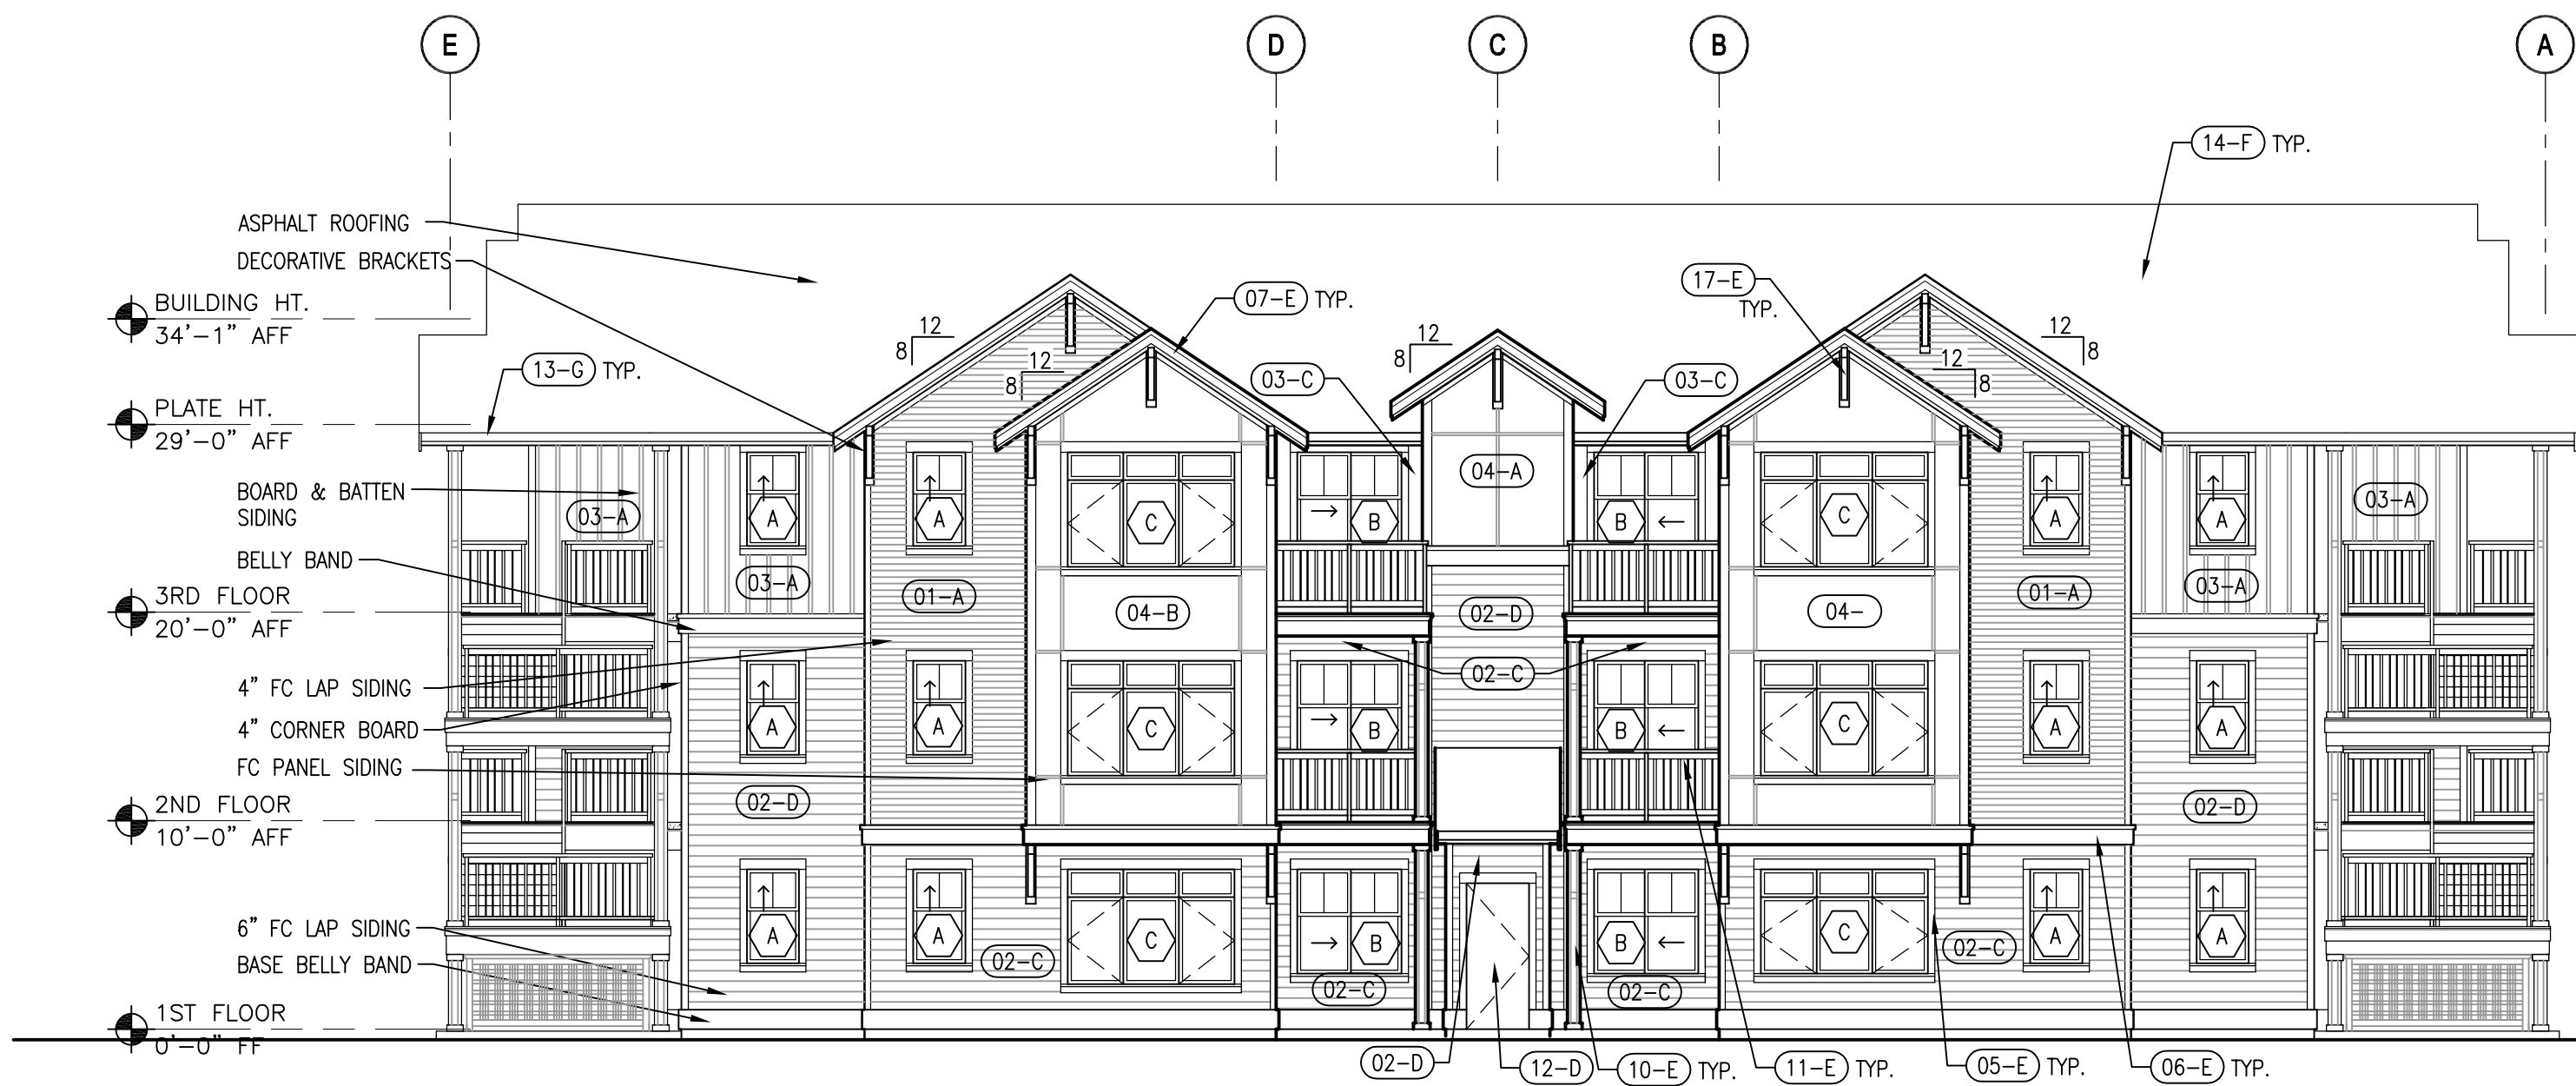 E
D
C
B
A
14-F TYP.
ASPHALT ROOFING
DECORATIVE BRACKETS
BUILDING HT.
34'-1" AFF
07-E TYP.
17-E
TYP.
12
8
12
8
12
8
12
8
12
8
13-G TYP.
03-C
03-C
PLATE HT.
29'-0" AFF
BOARD & BATTEN
SIDING
03-A
A
A
C
B
04-A
B
C
A
A
03-A
BELLY BAND
03-A
01-A
04-B
02-D
04-
01-A
03-A
3RD FLOOR
20'-0" AFF
02-C
4" FC LAP SIDING
4" CORNER BOARD
A
A
C
B
B
C
A
A
FC PANEL SIDING
2ND FLOOR
10'-0" AFF
02-D
02-D
6" FC LAP SIDING
BASE BELLY BAND
A
A
02-C
C
B
02-C
B
02-C
C
02-C
A
A
1ST FLOOR
0'-0" FF
02-D
12-D
10-E TYP.
11-E TYP.
05-E TYP.
06-E TYP.